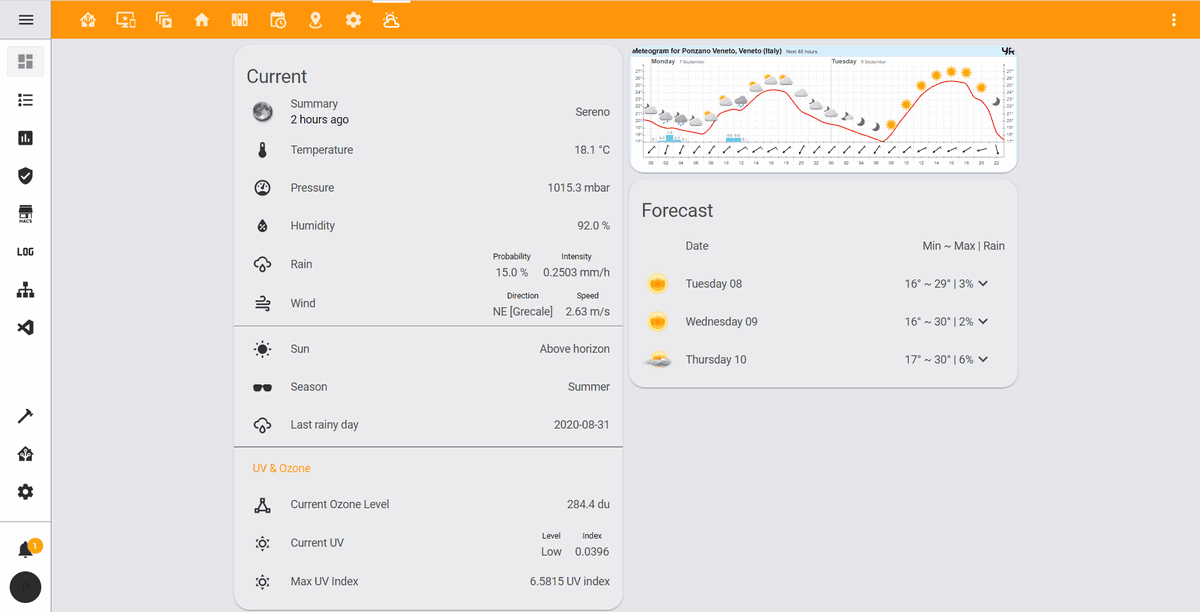 HACS
LOG
1
Current
Summary
2 hours ago
Sereno
Temperature
18.1 °C
Pressure
1015.3 mbar
Humidity
92.0 %
Rain
Probability Intensity
15.0 % 0.2503 mm/h
Wind
Direction Speed
NE [Grecale] 2.63 m/s
Sun
Above horizon
Season
Summer
Last rainy day
2020-08-31
UV & Ozone
Current Ozone Level
284.4 du
Current UV
Level Index
Low 0.0396
Max UV Index
6.5815 UV index
Meteogram for Ponzano Veneto, Veneto (Italy) Next 48 hours
Monday 7 September
Tuesday 8 September
Forecast
Date Min ~ Max | Rain
Tuesday 08 16° ~ 29° | 3%
Wednesday 09 16° ~ 30° | 2%
Thursday 10 17° ~ 30° | 6%